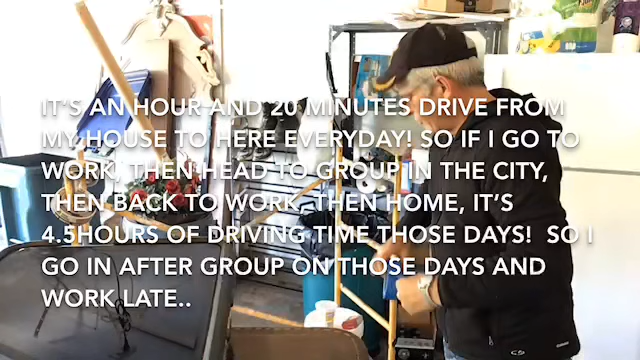 IT'S AN HOUR AND 20 MINUTES DRIVE FROM
MY HOUSE TO HERE EVERYDAY! SO IF I GO TO
WORK, THEN HEAD TO GROUP IN THE CITY,
THEN BACK TO WORK, THEN HOME, IT'S
4.5HOURS OF DRIVING TIME THOSE DAYS!  SO I
GO IN AFTER GROUP ON THOSE DAYS AND
WORK LATE..